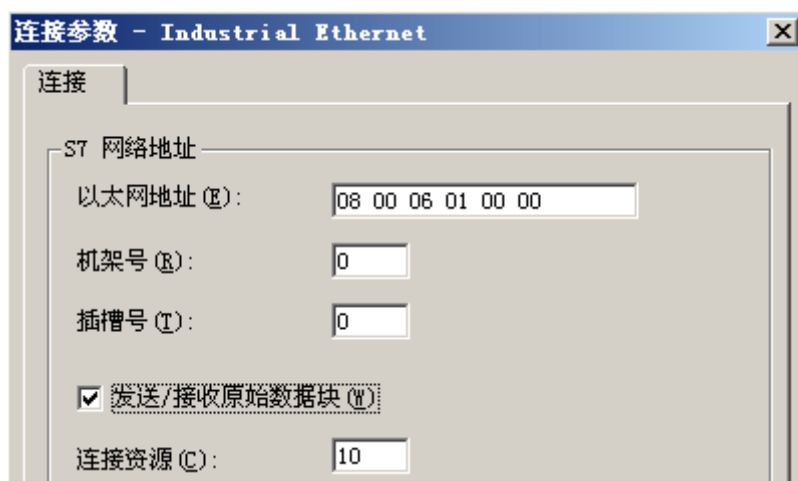 连接参数 - Industrial Ethernet
连接
S7 网络地址
以太网地址(E): 08 00 06 01 00 00
机架号(R): 0
插槽号(T): 0
发送/接收原始数据块(W)
连接资源(C): 10